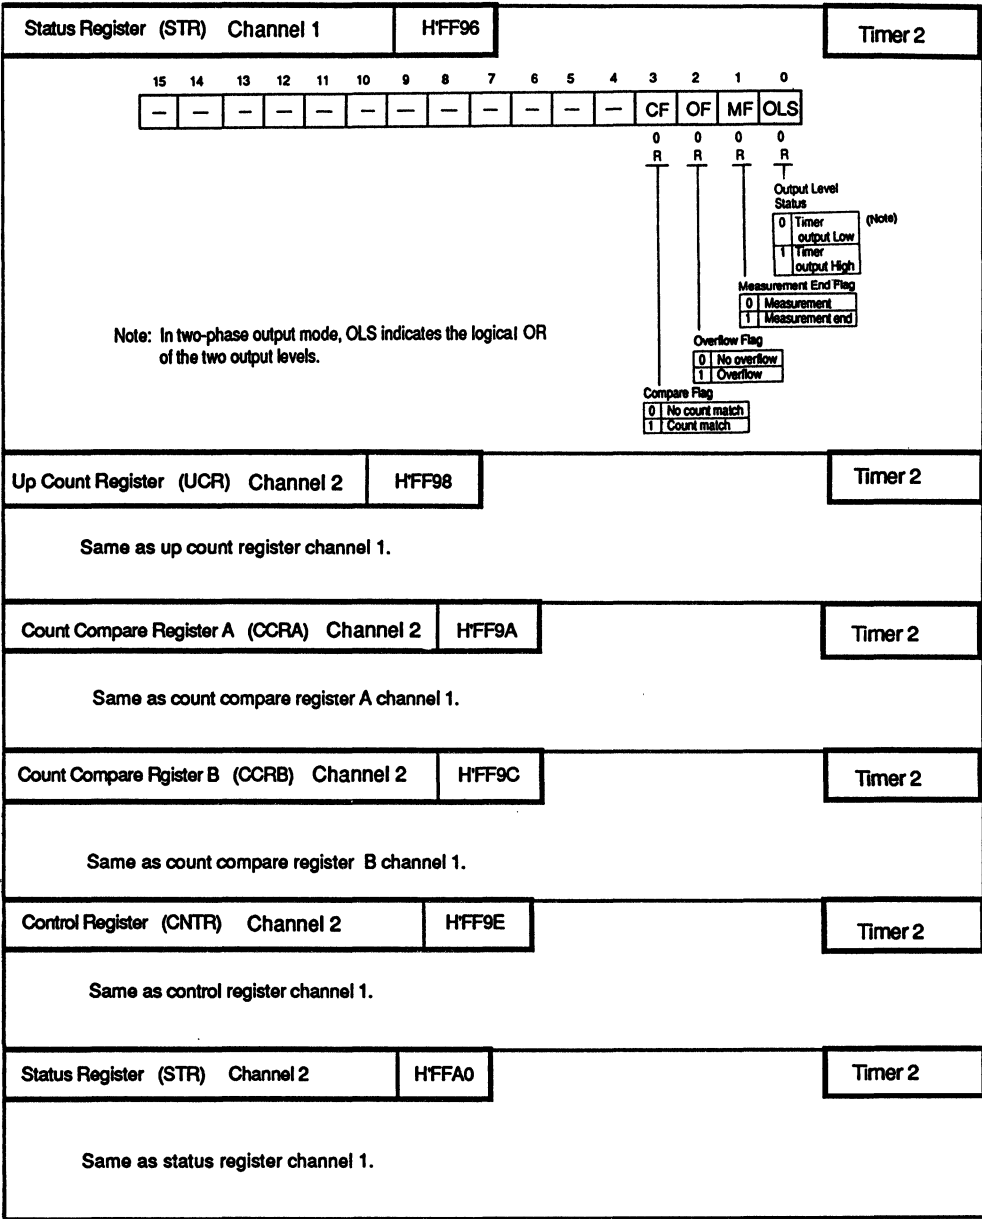 Status Register (STR) Channel 1 H'FF96 Timer 2
15 14 13 12 11 10 9 8 7 6 5 4 3 2 1 0
— — — — — — — — — — — — CF OF MF OLS
0 0 0 0
R R R R
Output Level
Status
0 Timer output Low (Note)
1 Timer output High
Measurement End Flag
0 Measurement
1 Measurement end
Note: In two-phase output mode, OLS indicates the logical OR
of the two output levels.
Overflow Flag
0 No overflow
1 Overflow
Compare Flag
0 No count match
1 Count match
Up Count Register (UCR) Channel 2 H'FF98 Timer 2
Same as up count register channel 1.
Count Compare Register A (CCRA) Channel 2 H'FF9A Timer 2
Same as count compare register A channel 1.
Count Compare Rgister B (CCRB) Channel 2 H'FF9C Timer 2
Same as count compare register B channel 1.
Control Register (CNTR) Channel 2 H'FF9E Timer 2
Same as control register channel 1.
Status Register (STR) Channel 2 H'FFA0 Timer 2
Same as status register channel 1.